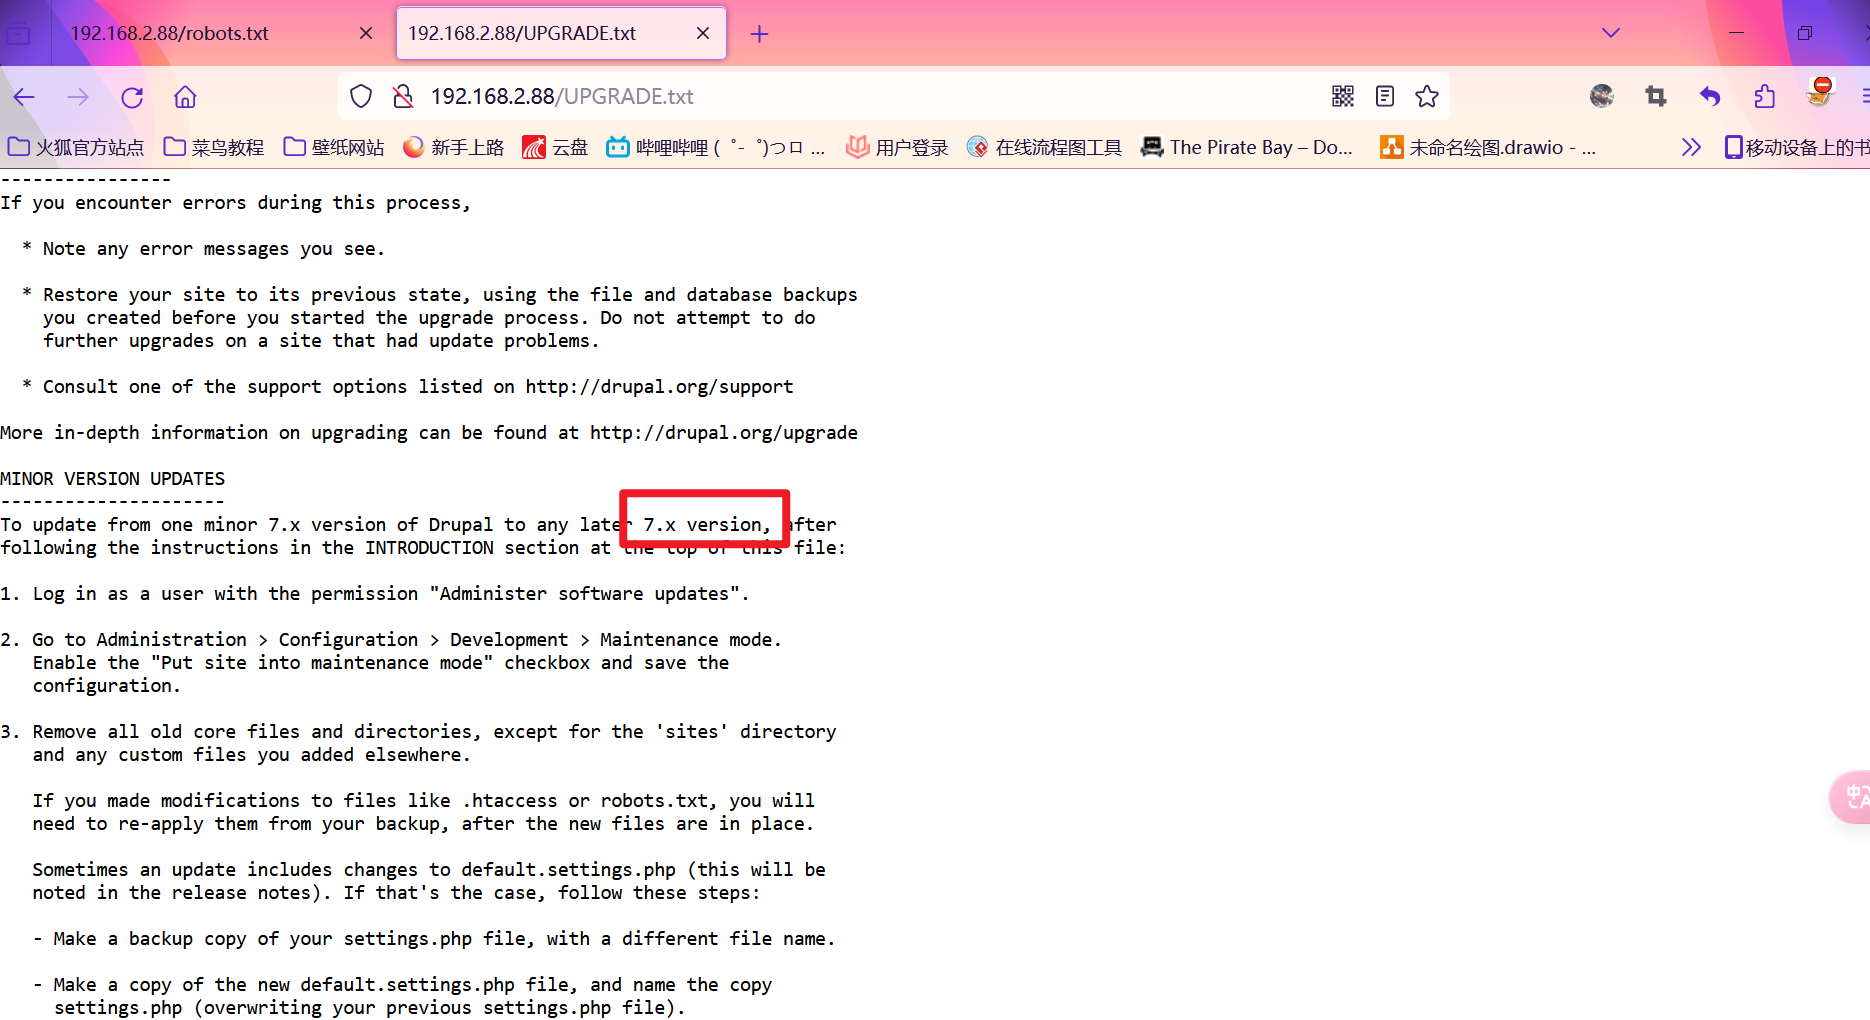 192.168.2.88/robots.txt
192.168.2.88/UPGRADE.txt
192.168.2.88/UPGRADE.txt
火狐官方站点 菜鸟教程 壁纸网站 新手上路 云盘 哔哩哔哩 ( ゜- ゜)つロ ... 用户登录 在线流程图工具 The Pirate Bay – Do... 未命名绘图.drawio - ... 移动设备上的书
----------------
If you encounter errors during this process,
* Note any error messages you see.
* Restore your site to its previous state, using the file and database backups
you created before you started the upgrade process. Do not attempt to do
further upgrades on a site that had update problems.
* Consult one of the support options listed on http://drupal.org/support
More in-depth information on upgrading can be found at http://drupal.org/upgrade
MINOR VERSION UPDATES
---------------------
To update from one minor 7.x version of Drupal to any later 7.x version, after
following the instructions in the INTRODUCTION section at the top of this file:
1. Log in as a user with the permission "Administer software updates".
2. Go to Administration > Configuration > Development > Maintenance mode.
Enable the "Put site into maintenance mode" checkbox and save the
configuration.
3. Remove all old core files and directories, except for the 'sites' directory
and any custom files you added elsewhere.
If you made modifications to files like .htaccess or robots.txt, you will
need to re-apply them from your backup, after the new files are in place.
Sometimes an update includes changes to default.settings.php (this will be
noted in the release notes). If that's the case, follow these steps:
- Make a backup copy of your settings.php file, with a different file name.
- Make a copy of the new default.settings.php file, and name the copy
settings.php (overwriting your previous settings.php file).